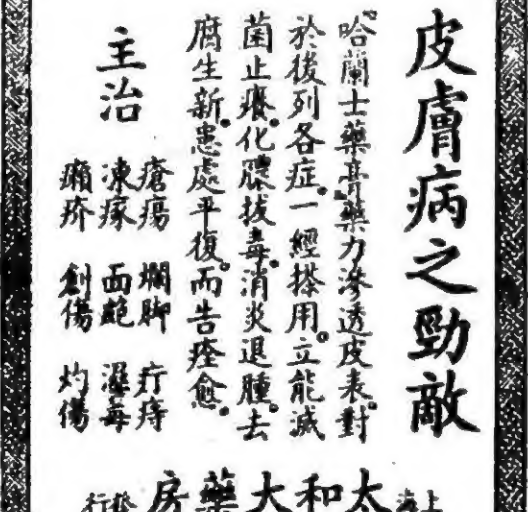 皮膚病之勁敵
〝哈蘭士藥膏〞藥力滲透皮表。對
於後列各症。一經搽用。立能滅
菌止癢。化膿拔毒。消炎退腫。去
腐生新。患處平復。而告痊愈。
主治
瘡瘍 爛脚 疔痔
凍瘃 面皰 濕毒
癩疥 創傷 灼傷
上海太和大藥房發行